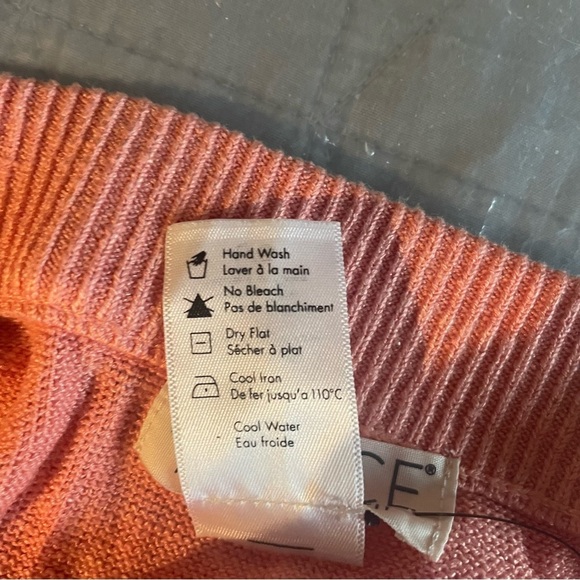 Hand Wash
Laver à la main
No Bleach
Pas de blanchiment
Dry Flat
Sécher à plat
Cool Iron
De fer jusqu'a 110°C
Cool Water
Eau froide
CE®